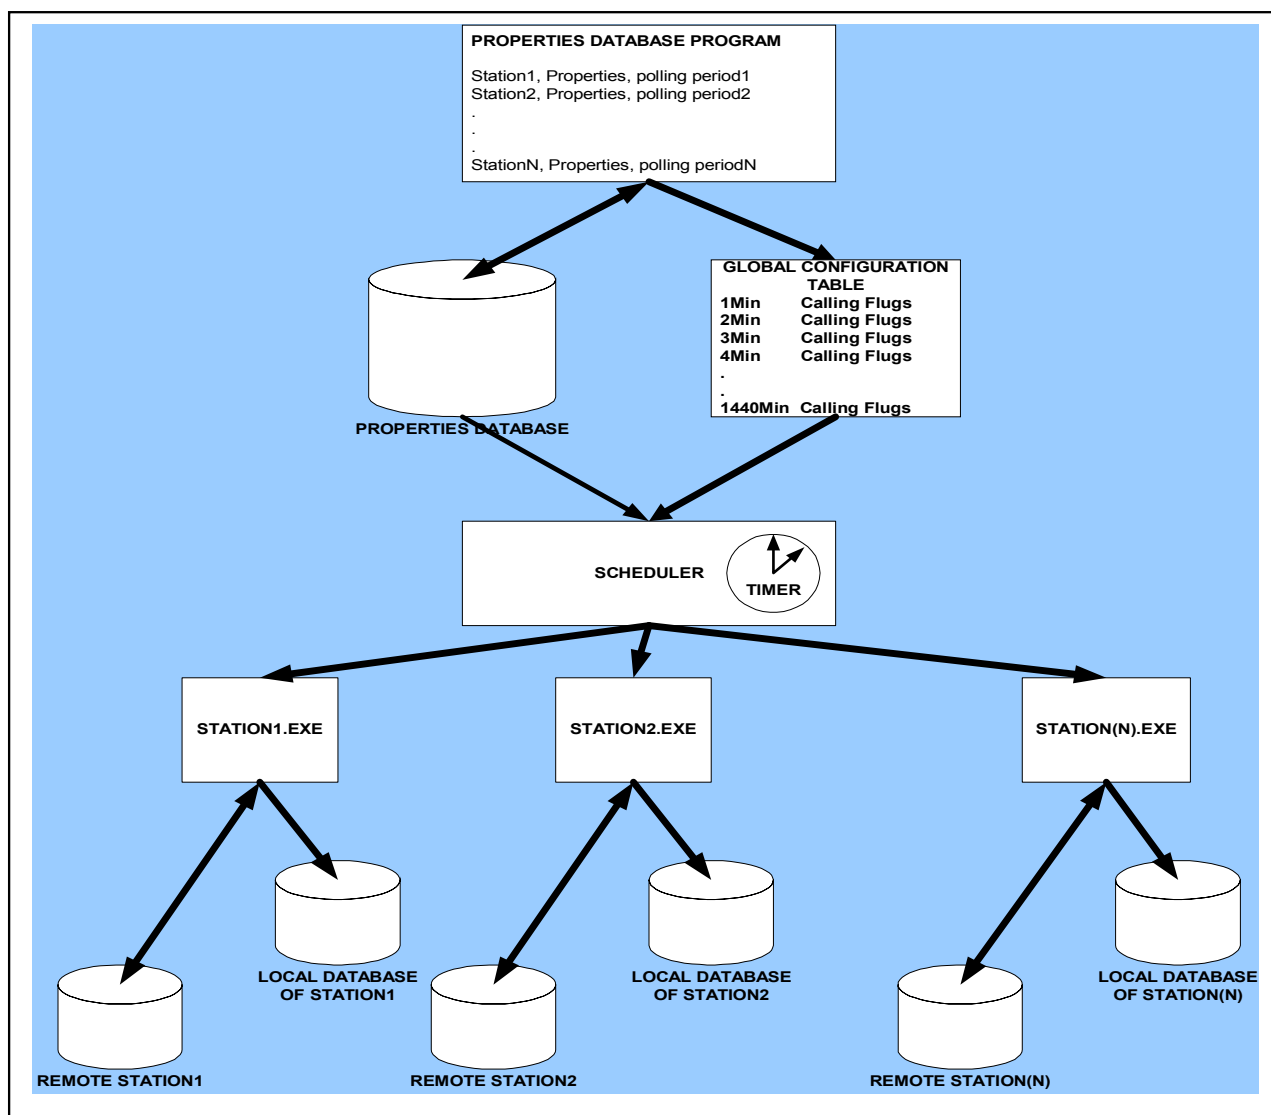 PROPERTIES DATABASE PROGRAM
Station1, Properties, polling period1
Station2, Properties, polling period2
.
.
.
StationN, Properties, polling periodN
GLOBAL CONFIGURATION
TABLE
1Min Calling Flugs
2Min Calling Flugs
3Min Calling Flugs
4Min Calling Flugs
.
.
1440Min Calling Flugs
PROPERTIES DATABASE
SCHEDULER
TIMER
STATION1.EXE
STATION2.EXE
STATION(N).EXE
LOCAL DATABASE
OF STATION1
LOCAL DATABASE
OF STATION2
LOCAL DATABASE
OF STATION(N)
REMOTE STATION1
REMOTE STATION2
REMOTE STATION(N)